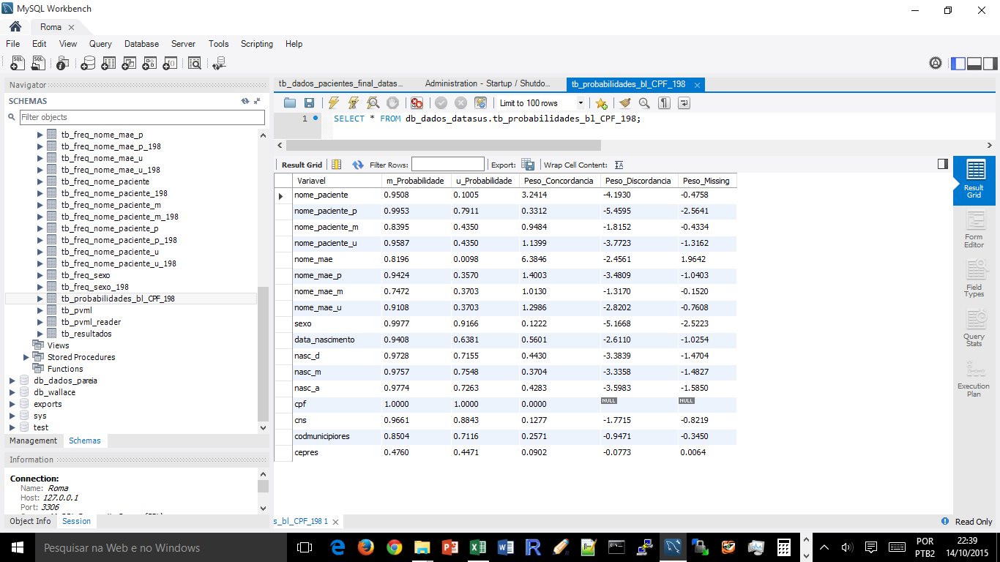 MySQL Workbench
Roma
File Edit View Query Database Server Tools Scripting Help
Navigator
SCHEMAS
Filter objects
tb_freq_nome_mae_p
tb_freq_nome_mae_p_198
tb_freq_nome_mae_u
tb_freq_nome_mae_u_198
tb_freq_nome_paciente
tb_freq_nome_paciente_198
tb_freq_nome_paciente_m
tb_freq_nome_paciente_m_198
tb_freq_nome_paciente_p
tb_freq_nome_paciente_p_198
tb_freq_nome_paciente_u
tb_freq_nome_paciente_u_198
tb_freq_sexo
tb_freq_sexo_198
tb_probabilidades_bl_CPF_198
tb_pvml
tb_pvml_reader
tb_resultados
Views
Stored Procedures
Functions
db_dados_pareia
db_wallace
exports
sys
test
Management Schemas
Information
Connection:
Name: Roma
Host: 127.0.0.1
Port: 3306
Object Info Session
tb_dados_pacientes_final_datas... Administration - Startup / Shutdo... tb_probabilidades_bl_CPF_198
Limit to 100 rows
1 SELECT * FROM db_dados_datasus.tb_probabilidades_bl_CPF_198;
Result Grid Filter Rows: Export: Wrap Cell Content:
Variavel m_Probabilidade u_Probabilidade Peso_Concordancia Peso_Discordancia Peso_Missing
nome_paciente 0.9508 0.1005 3.2414 -4.1930 -0.4758
nome_paciente_p 0.9953 0.7911 0.3312 -5.4595 -2.5641
nome_paciente_m 0.8395 0.4350 0.9484 -1.8152 -0.4334
nome_paciente_u 0.9587 0.4350 1.1399 -3.7723 -1.3162
nome_mae 0.8196 0.0098 6.3846 -2.4561 1.9642
nome_mae_p 0.9424 0.3570 1.4003 -3.4809 -1.0403
nome_mae_m 0.7472 0.3703 1.0130 -1.3170 -0.1520
nome_mae_u 0.9108 0.3703 1.2986 -2.8202 -0.7608
sexo 0.9977 0.9166 0.1222 -5.1668 -2.5223
data_nascimento 0.9408 0.6381 0.5601 -2.6110 -1.0254
nasc_d 0.9728 0.7155 0.4430 -3.3839 -1.4704
nasc_m 0.9757 0.7548 0.3704 -3.3358 -1.4827
nasc_a 0.9774 0.7263 0.4283 -3.5983 -1.5850
cpf 1.0000 1.0000 0.0000 NULL NULL
cns 0.9661 0.8843 0.1277 -1.7715 -0.8219
codmunicipiores 0.8504 0.7116 0.2571 -0.9471 -0.3450
cepres 0.4760 0.4471 0.0902 -0.0773 0.0064
Result
Grid
Form
Editor
Field
Types
Query
Stats
Execution
Plan
s_bl_CPF_198 1
Read Only
Pesquisar na Web e no Windows
POR
PTB2
22:39
14/10/2015